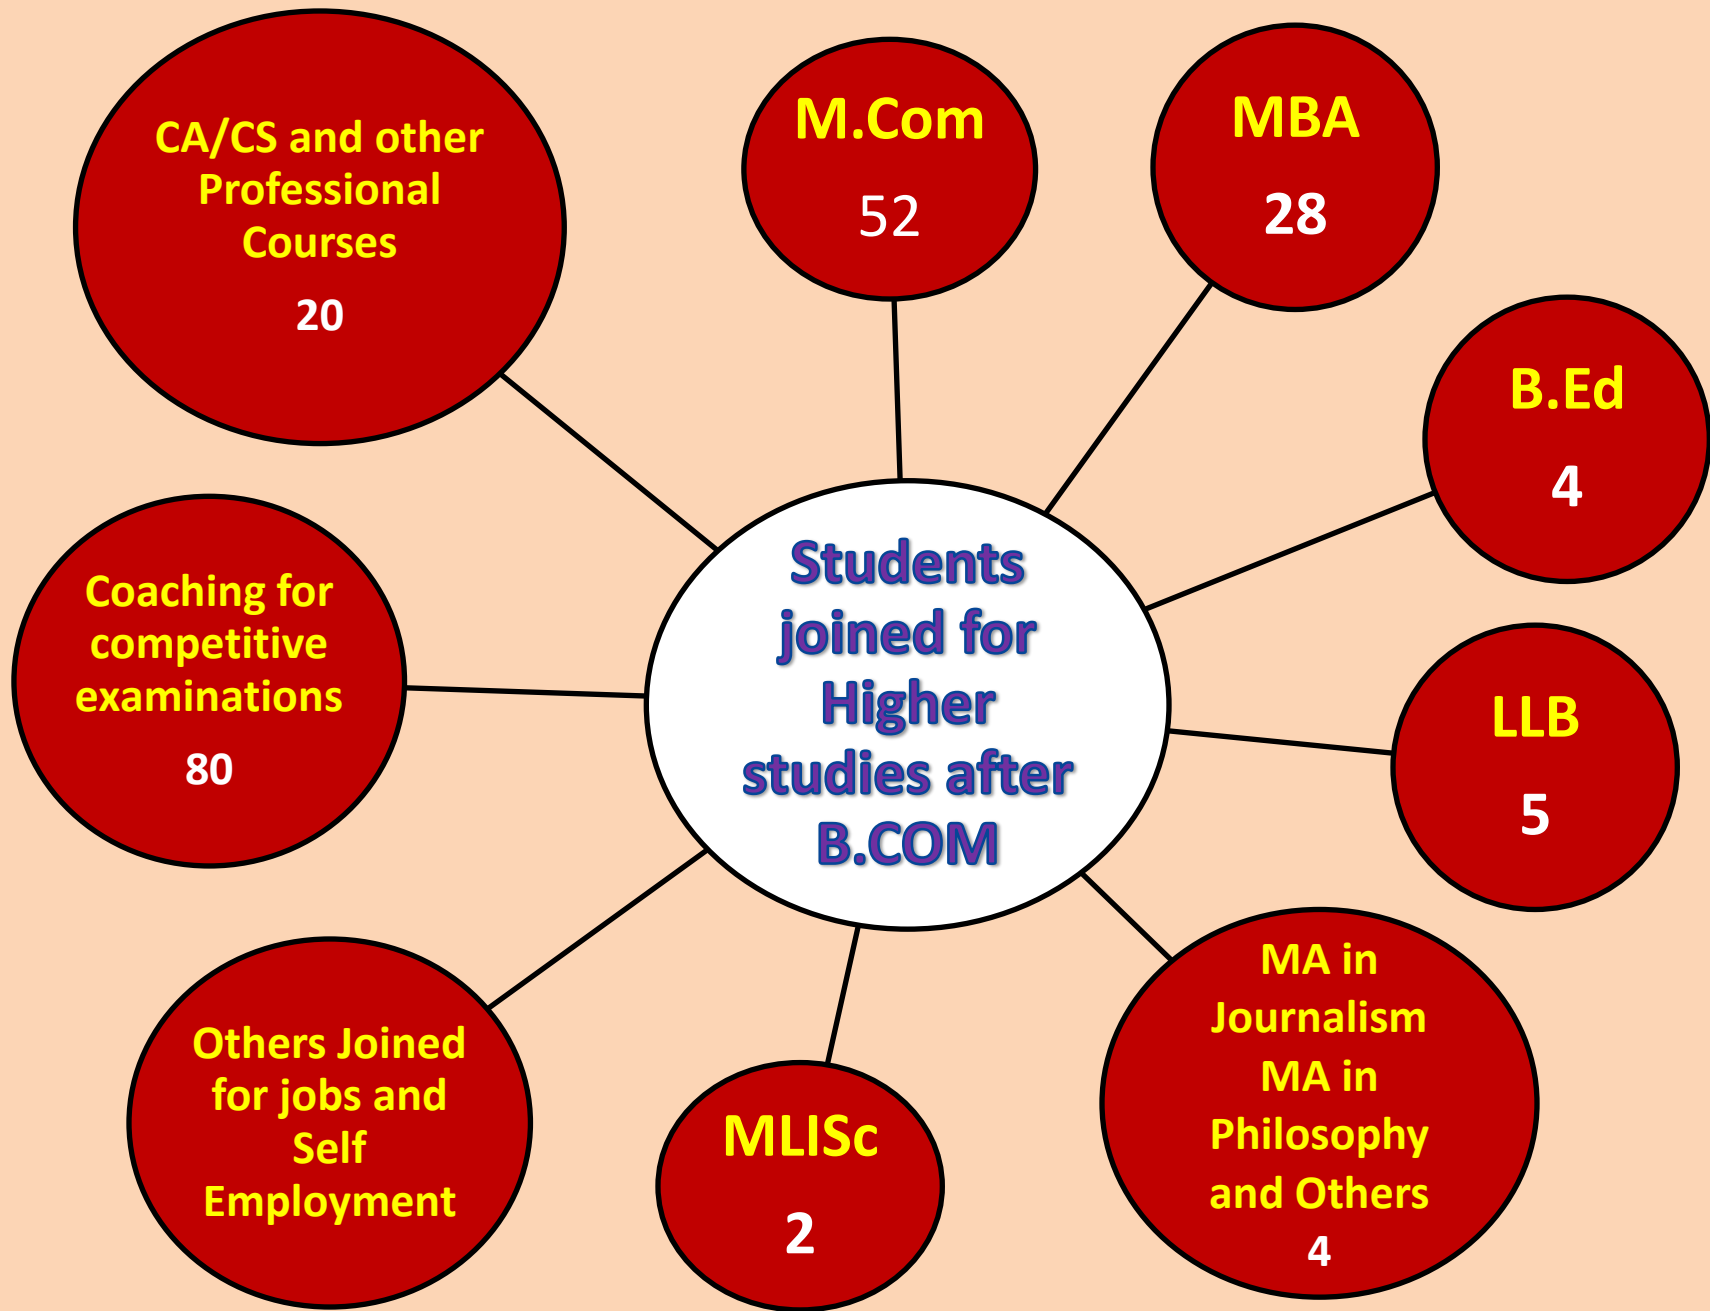 CA/CS and other
Professional
Courses
20
M.Com
52
MBA
28
B.Ed
4
LLB
5
MA in
Journalism
MA in
Philosophy
and Others
4
MLISc
2
Others Joined
for jobs and
Self
Employment
Coaching for
competitive
examinations
80
Students
joined for
Higher
studies after
B.COM